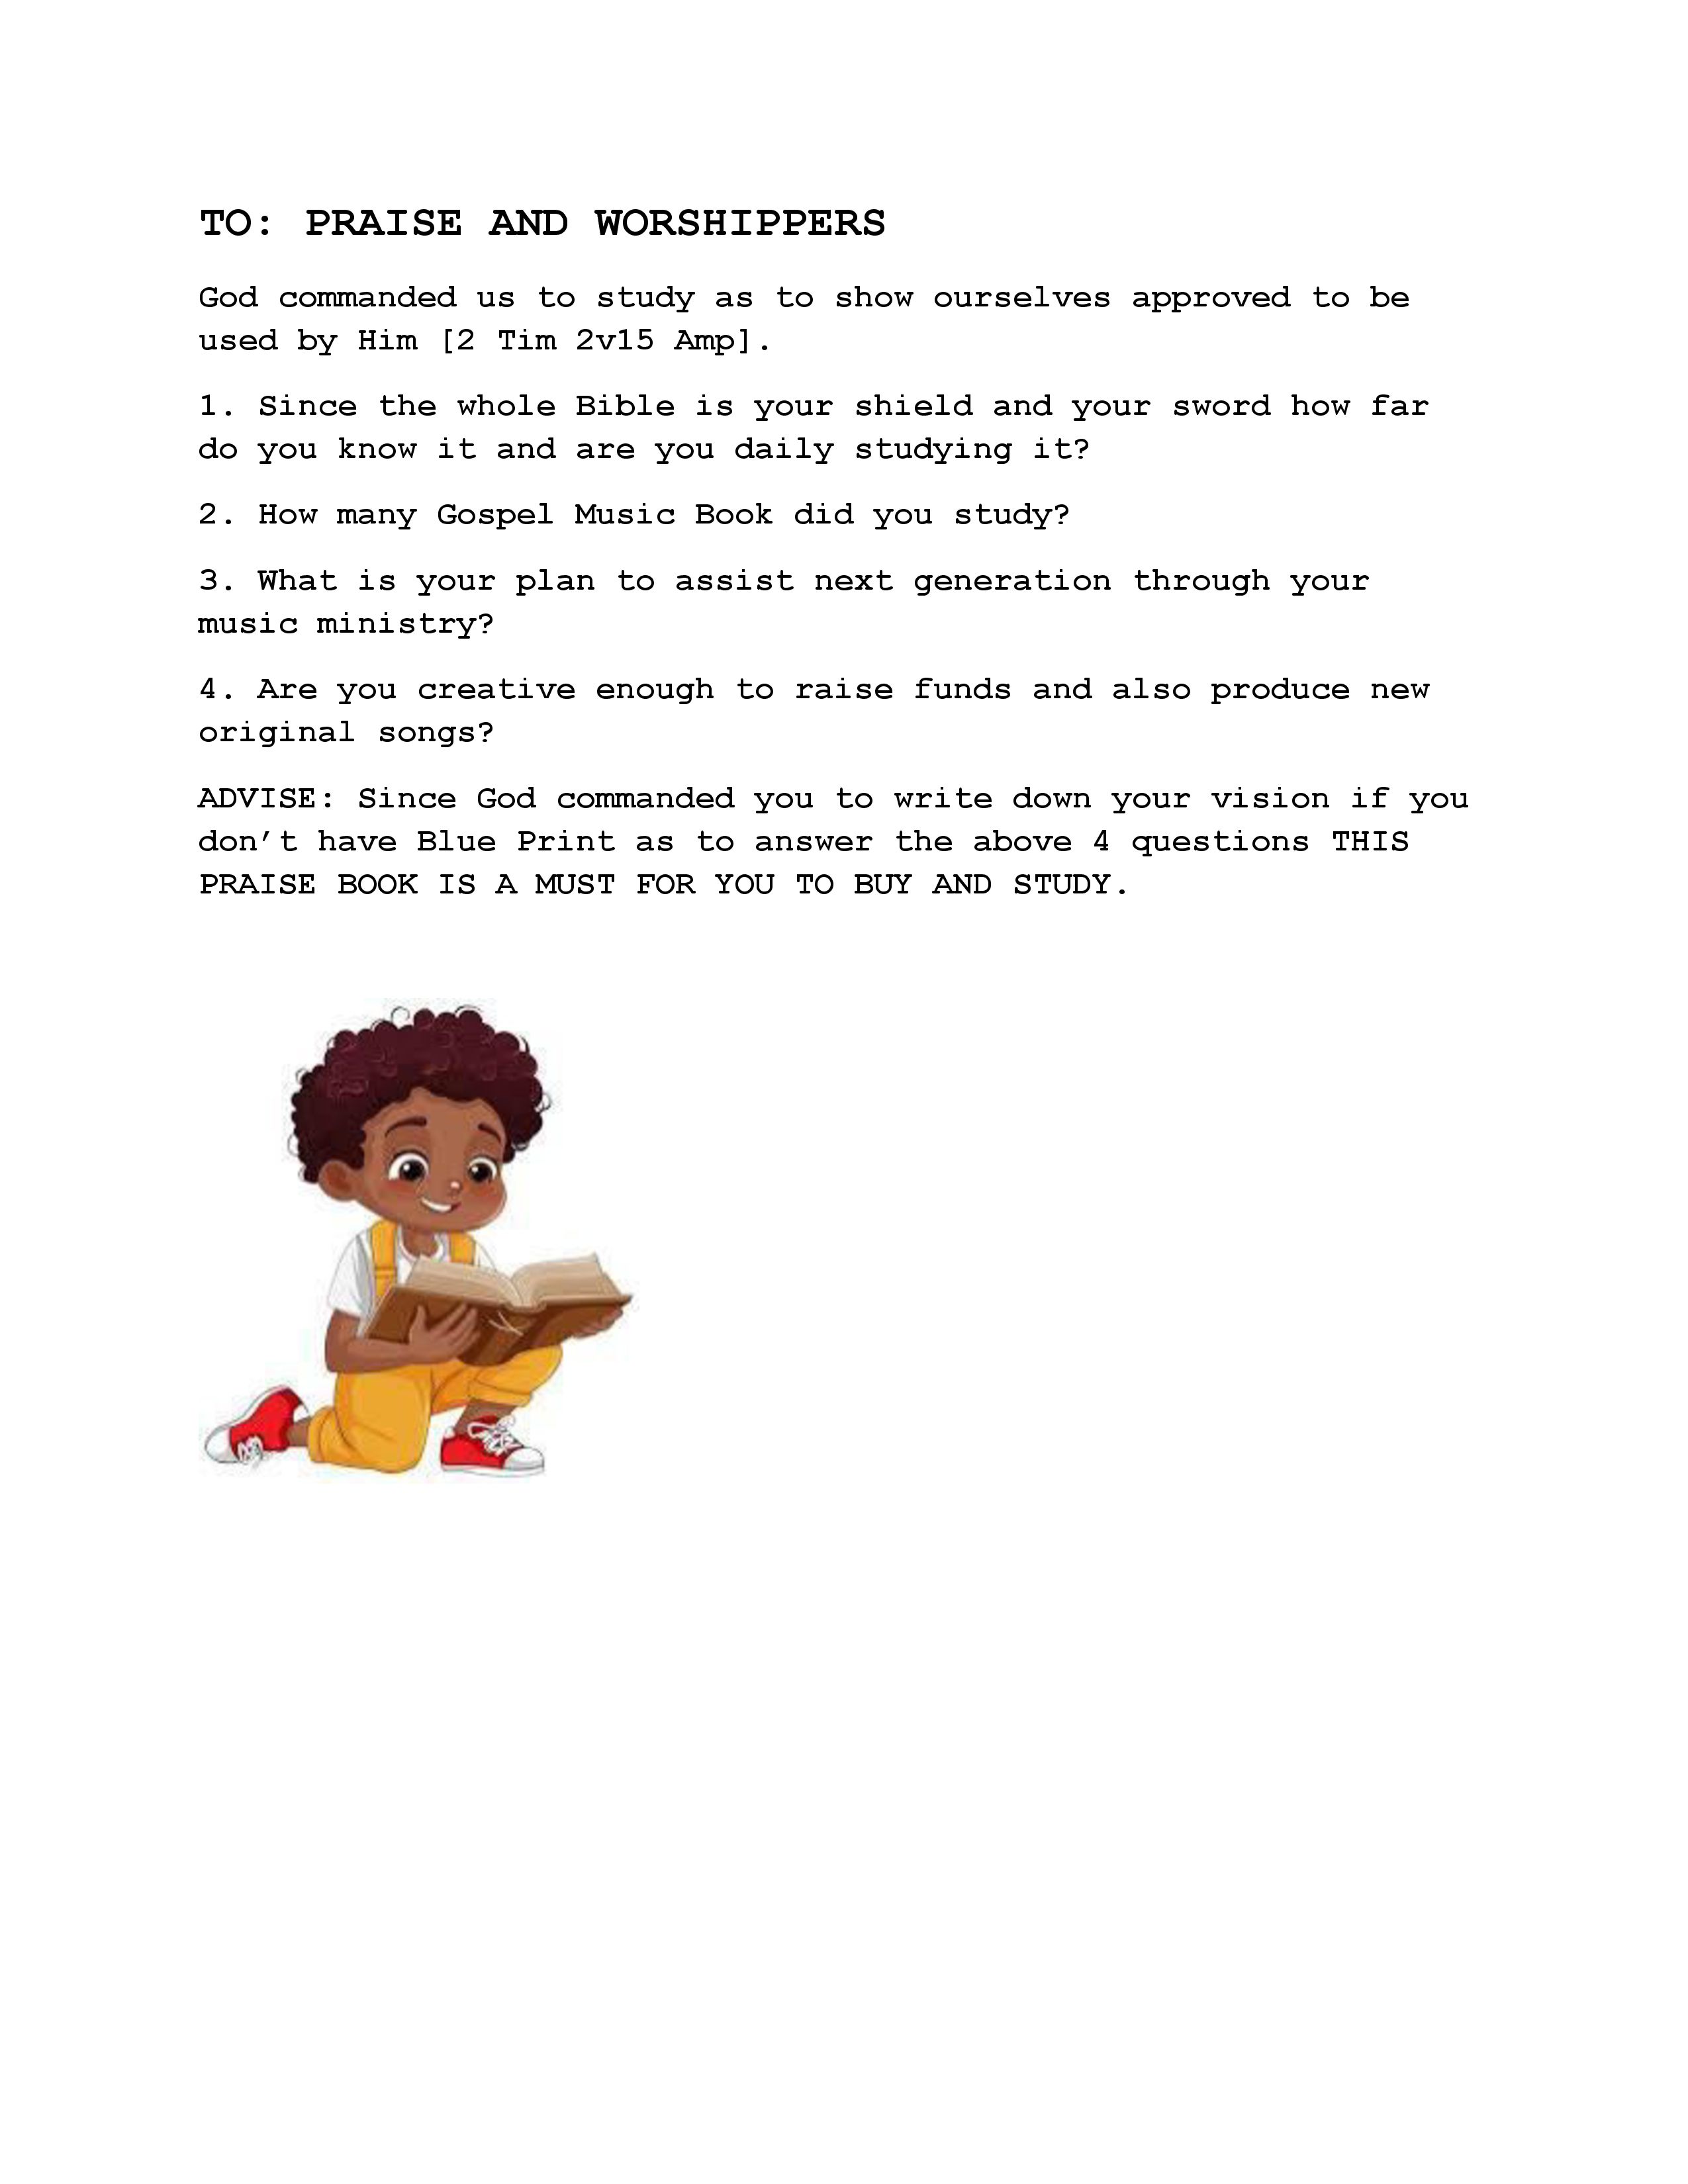 TO: PRAISE AND WORSHIPPERS
God commanded us to study as to show ourselves approved to be
used by Him [2 Tim 2v15 Amp].
1. Since the whole Bible is your shield and your sword how far
do you know it and are you daily studying it?
2. How many Gospel Music Book did you study?
3. What is your plan to assist next generation through your
music ministry?
4. Are you creative enough to raise funds and also produce new
original songs?
ADVISE: Since God commanded you to write down your vision if you
don’t have Blue Print as to answer the above 4 questions THIS
PRAISE BOOK IS A MUST FOR YOU TO BUY AND STUDY.